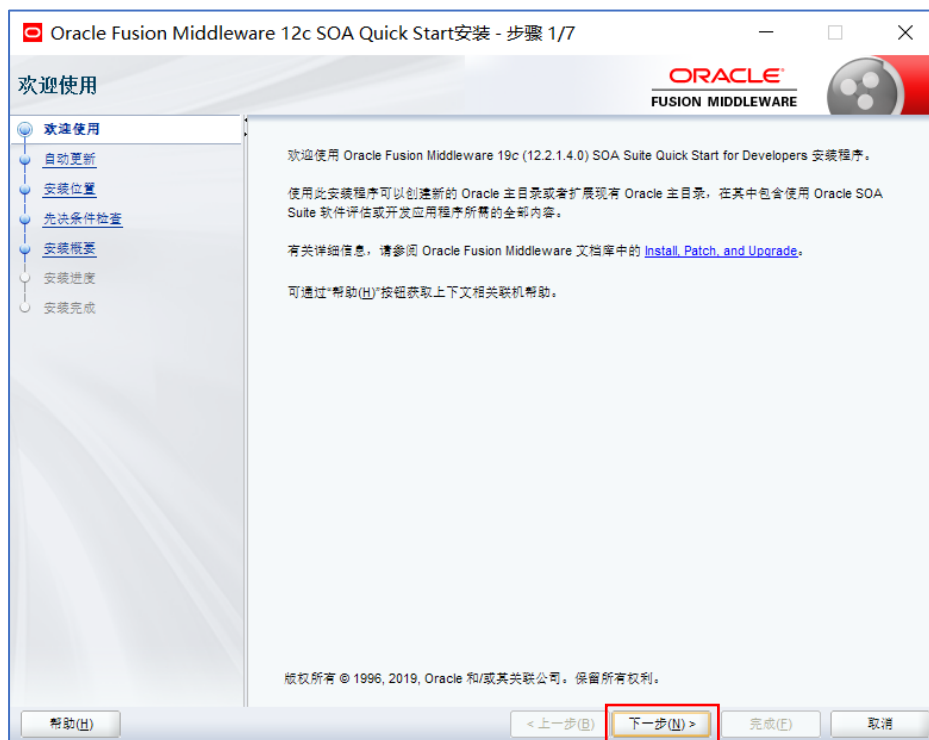 Oracle Fusion Middleware 12c SOA Quick Start安装 - 步骤 1/7
欢迎使用
ORACLE
FUSION MIDDLEWARE
欢迎使用
自动更新
安装位置
先决条件检查
安装概要
安装进度
安装完成
欢迎使用 Oracle Fusion Middleware 19c (12.2.1.4.0) SOA Suite Quick Start for Developers 安装程序。
使用此安装程序可以创建新的 Oracle 主目录或者扩展现有 Oracle 主目录，在其中包含使用 Oracle SOA
Suite 软件评估或开发应用程序所需的全部内容。
有关详细信息，请参阅 Oracle Fusion Middleware 文档库中的 Install, Patch, and Upgrade。
可通过“帮助(H)”按钮获取上下文相关联机帮助。
版权所有 © 1996, 2019, Oracle 和/或其关联公司。保留所有权利。
帮助(H)
< 上一步(B)
下一步(N) >
完成(F)
取消